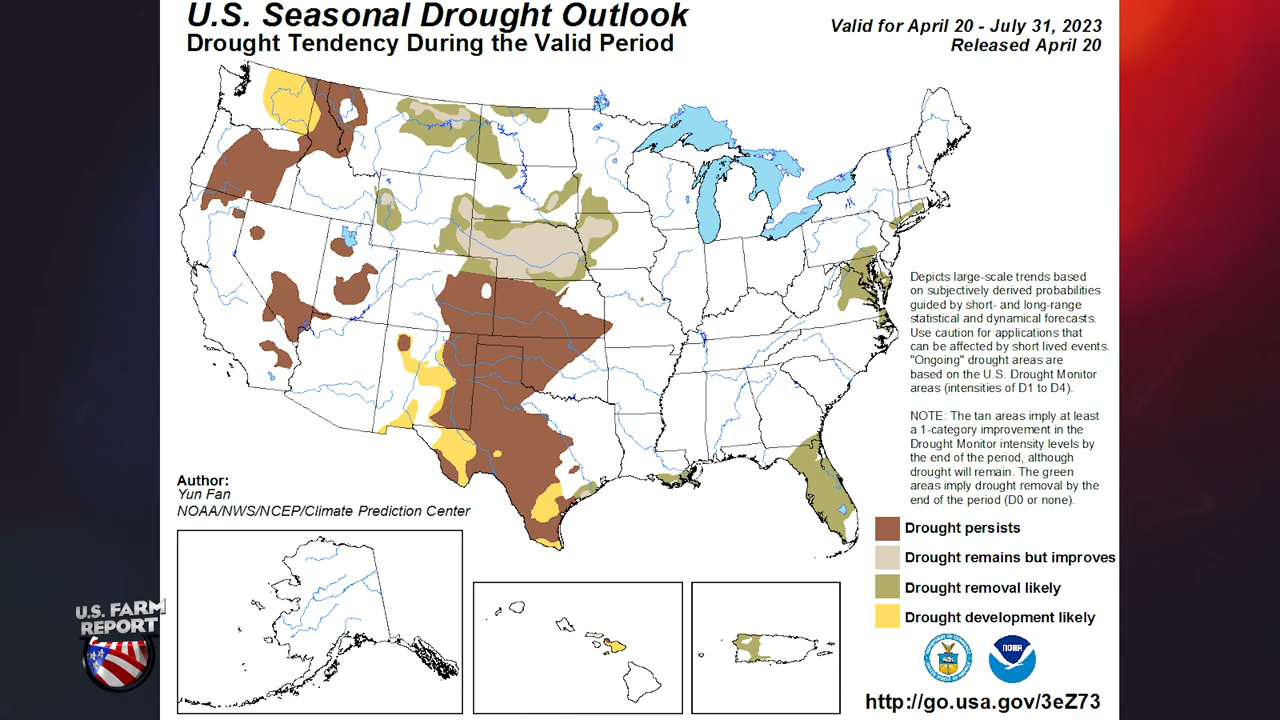 U.S. Seasonal Drought Outlook
Drought Tendency During the Valid Period
Valid for April 20 - July 31, 2023
Released April 20
Depicts large-scale trends based
on subjectively derived probabilities
guided by short- and long-range
statistical and dynamical forecasts.
Use caution for applications that
can be affected by short lived events.
"Ongoing" drought areas are
based on the U.S. Drought Monitor
areas (intensities of D1 to D4).
NOTE: The tan areas imply at least
a 1-category improvement in the
Drought Monitor intensity levels by
the end of the period, although
drought will remain. The green
areas imply drought removal by the
end of the period (D0 or none).
Author:
Yun Fan
NOAA/NWS/NCEP/Climate Prediction Center
Drought persists
Drought remains but improves
Drought removal likely
Drought development likely
U.S. FARM
REPORT
NOAA
http://go.usa.gov/3eZ73